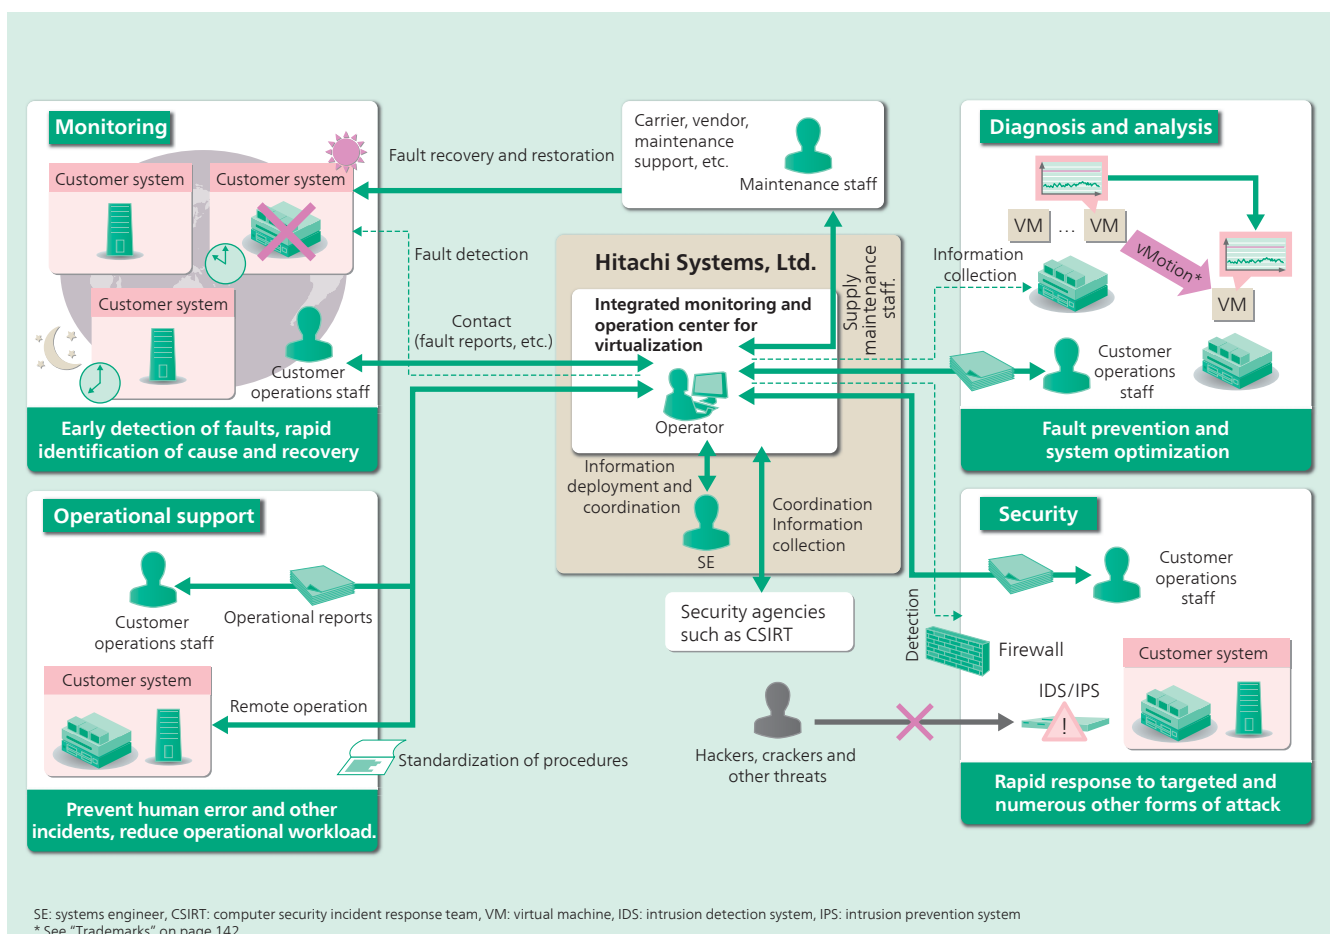 Monitoring
Customer system
Customer system
Customer system
Customer
operations staff
Early detection of faults, rapid
identification of cause and recovery
Fault recovery and restoration
Fault detection
Contact
(fault reports, etc.)
Carrier, vendor,
maintenance
support, etc.
Maintenance staff
Hitachi Systems, Ltd.
Integrated monitoring and
operation center for
virtualization
Operator
Supply
maintenance
staff.
Information
deployment and
coordination
SE
Coordination
Information
collection
Security agencies
such as CSIRT
Diagnosis and analysis
VM
...
VM
vMotion*
VM
Information
collection
Customer
operations
staff
Fault prevention and
system optimization
Operational support
Customer
operations staff
Operational reports
Customer system
Remote operation
Standardization of procedures
Prevent human error and other
incidents, reduce operational workload.
Security
Customer
operations
staff
Detection
Firewall
IDS/IPS
!
Customer system
Hackers, crackers and
other threats
Rapid response to targeted and
numerous other forms of attack
SE: systems engineer, CSIRT: computer security incident response team, VM: virtual machine, IDS: intrusion detection system, IPS: intrusion prevention system
* See "Trademarks" on page 142.